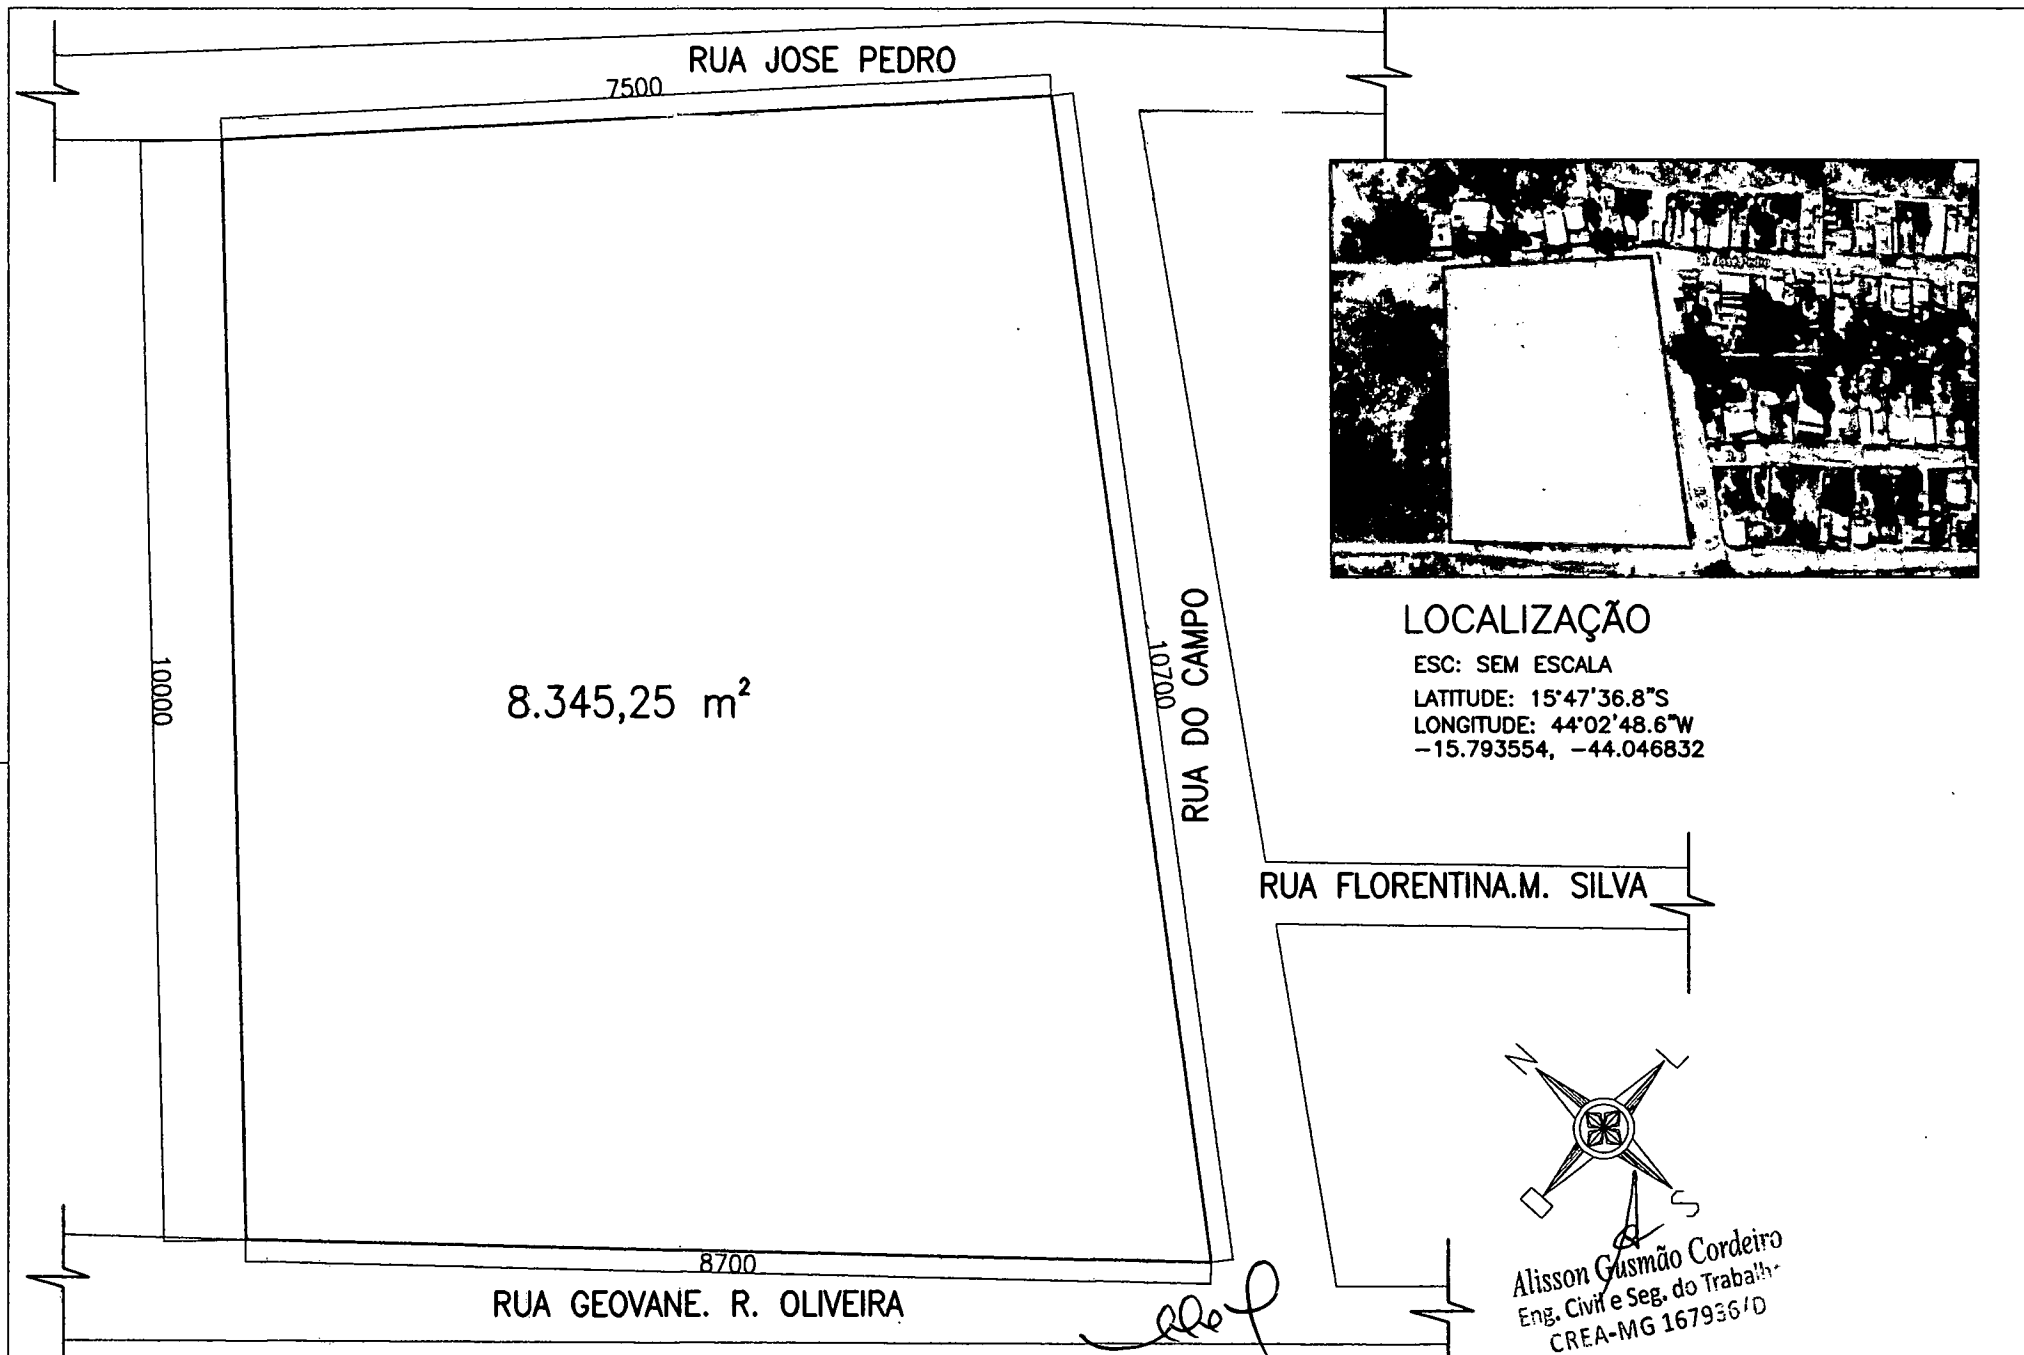 RUA JOSE PEDRO
7500
10000
8.345,25 m²
10700
RUA DO CAMPO
LOCALIZAÇÃO
ESC: SEM ESCALA
LATITUDE: 15°47'36.8"S
LONGITUDE: 44°02'48.6"W
-15.793554, -44.046832
RUA FLORENTINA.M. SILVA
N
L
O
S
8700
RUA GEOVANE. R. OLIVEIRA
Alisson Gusmão Cordeiro
Eng. Civil e Seg. do Trabalho
CREA-MG 167936/D